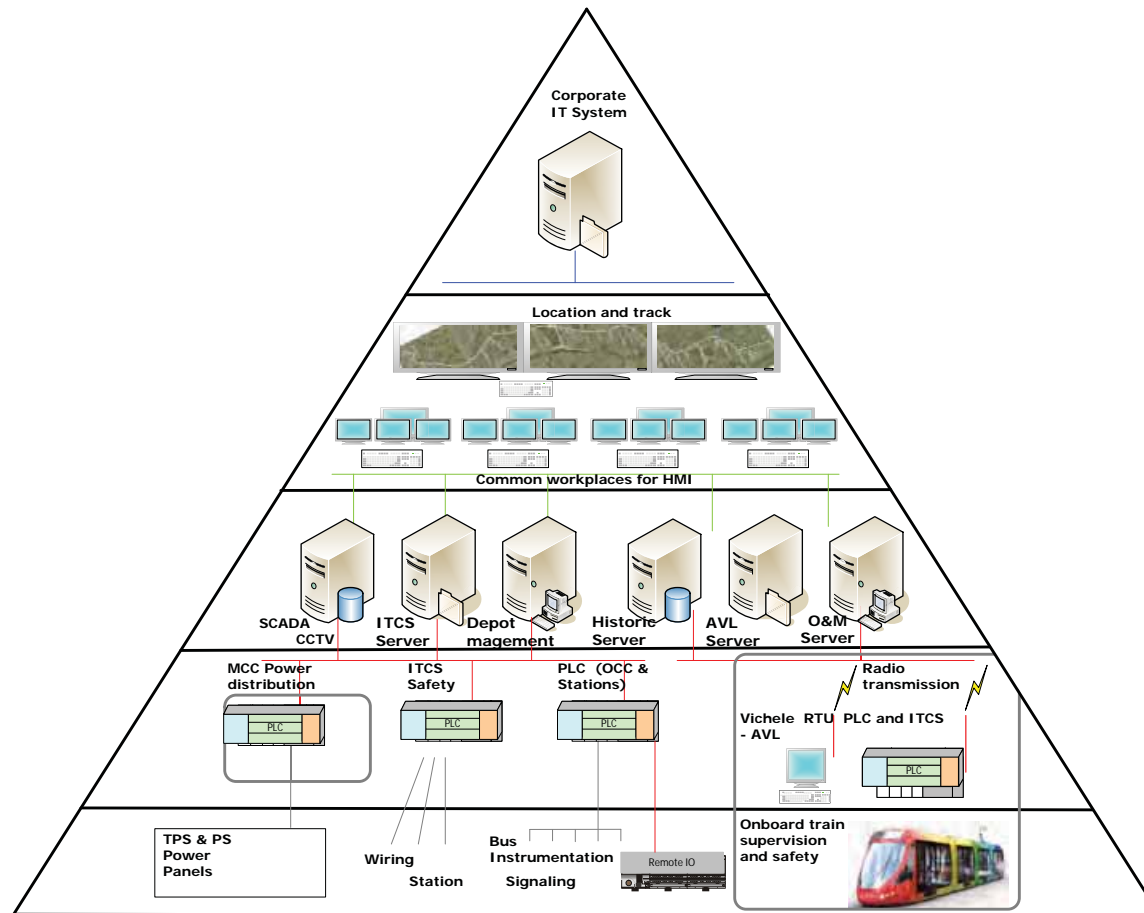 Corporate
IT System
Location and track
Common workplaces for HMI
SCADA
CCTV
ITCS
Server
Depot
magement
Historic
Server
AVL
Server
O&M
Server
MCC Power
distribution
ITCS
Safety
PLC (OCC &
Stations)
Radio
transmission
Vichele RTU PLC and ITCS
- AVL
PLC
PLC
PLC
PLC
TPS & PS
Power
Panels
Wiring
Station
Bus
Instrumentation
Signaling
Remote IO
Onboard train
supervision
and safety